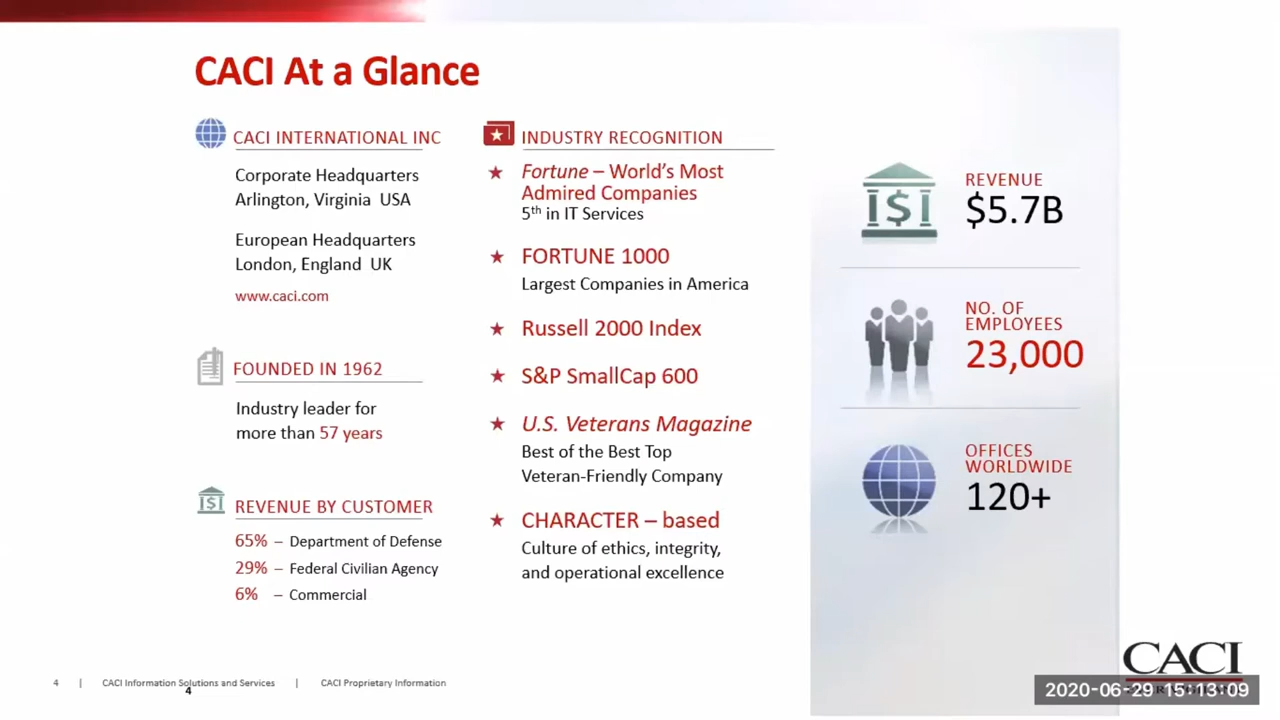 CACI At a Glance
CACI INTERNATIONAL INC
Corporate Headquarters
Arlington, Virginia USA
European Headquarters
London, England UK
www.caci.com
FOUNDED IN 1962
Industry leader for
more than 57 years
REVENUE BY CUSTOMER
65% – Department of Defense
29% – Federal Civilian Agency
6% – Commercial
INDUSTRY RECOGNITION
Fortune – World's Most
Admired Companies
5th in IT Services
FORTUNE 1000
Largest Companies in America
Russell 2000 Index
S&P SmallCap 600
U.S. Veterans Magazine
Best of the Best Top
Veteran-Friendly Company
CHARACTER – based
Culture of ethics, integrity,
and operational excellence
REVENUE
$5.7B
NO. OF
EMPLOYEES
23,000
OFFICES
WORLDWIDE
120+
4 | CACI Information Solutions and Services | CACI Proprietary Information
4
CACI
2020-06-29 15:13:09